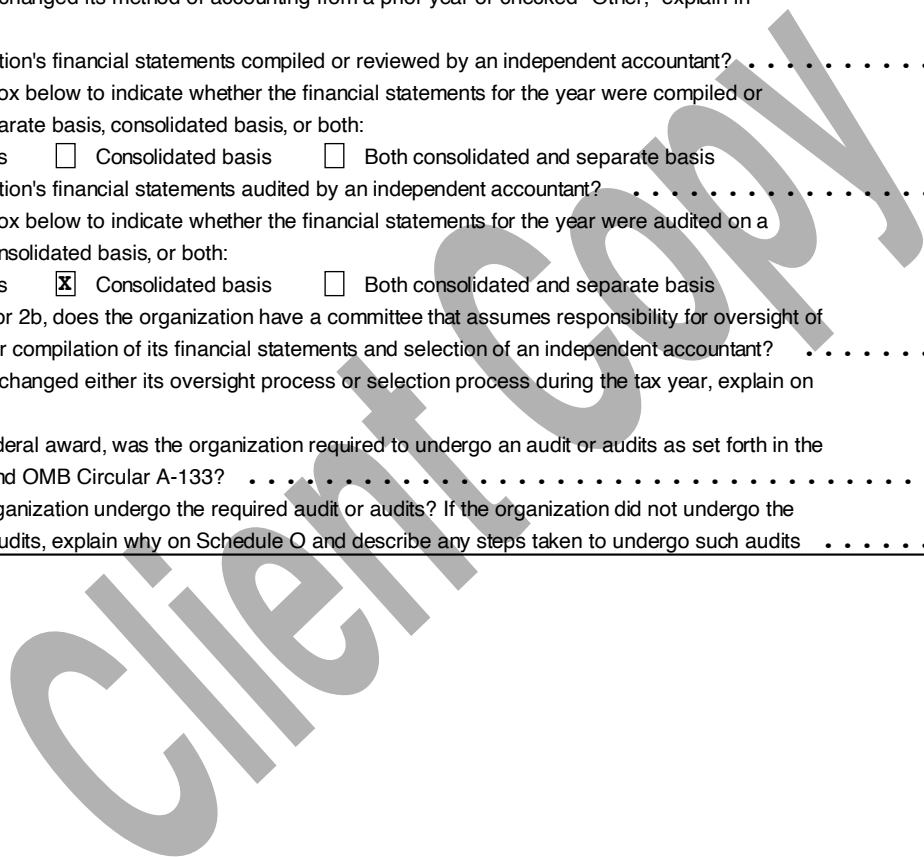 changed its method of accounting from a prior year or checked "Other," explain in
tion's financial statements compiled or reviewed by an independent accountant? . . . . . . . . . .
ox below to indicate whether the financial statements for the year were compiled or
arate basis, consolidated basis, or both:
s Consolidated basis Both consolidated and separate basis
tion's financial statements audited by an independent accountant? . . . . . . . . . . . . . . . .
ox below to indicate whether the financial statements for the year were audited on a
nsolidated basis, or both:
s X Consolidated basis Both consolidated and separate basis
or 2b, does the organization have a committee that assumes responsibility for oversight of
r compilation of its financial statements and selection of an independent accountant? . . . . . . .
changed either its oversight process or selection process during the tax year, explain on
deral award, was the organization required to undergo an audit or audits as set forth in the
nd OMB Circular A-133? . . . . . . . . . . . . . . . . . . . . . . . . . . . . . . . . . . .
ganization undergo the required audit or audits? If the organization did not undergo the
udits, explain why on Schedule O and describe any steps taken to undergo such audits . . . . . .
Client Copy